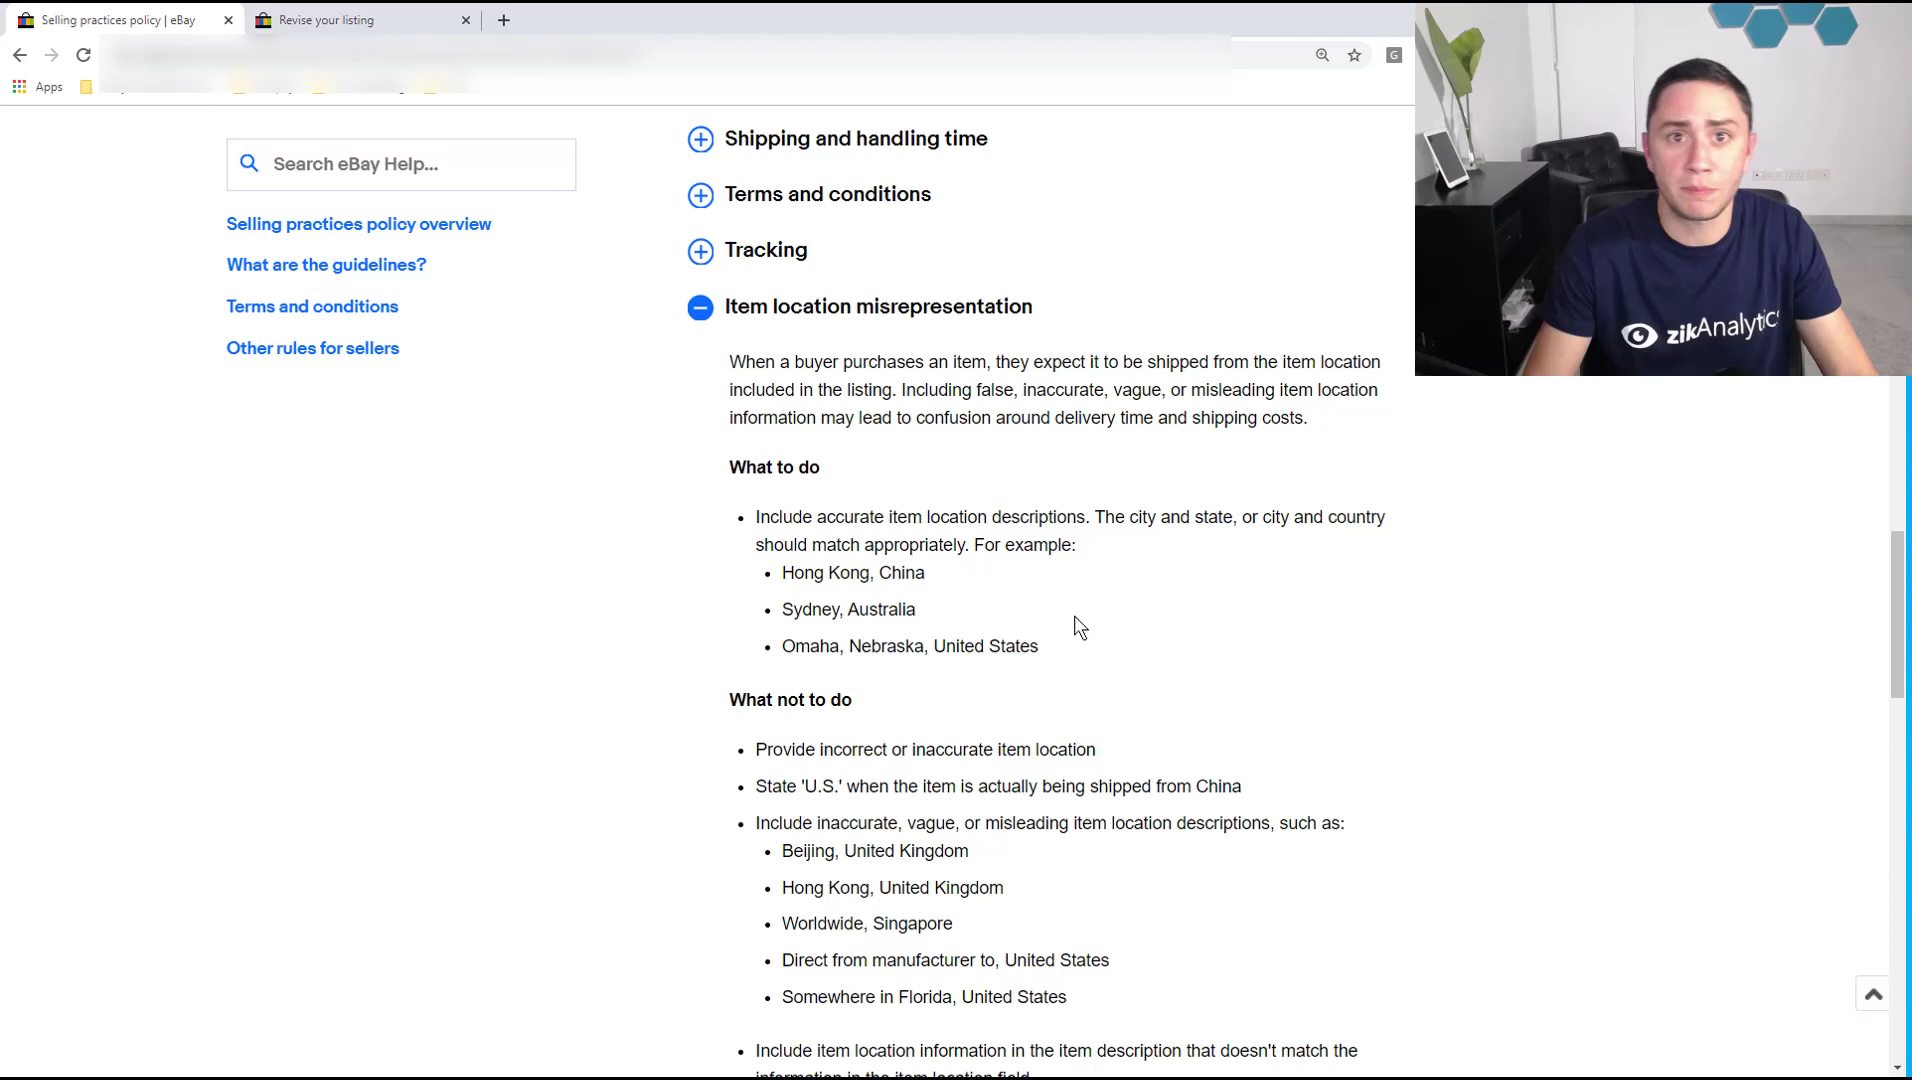 Selling practices policy | eBay
Revise your listing
G
Apps
Search eBay Help...
Selling practices policy overview
What are the guidelines?
Terms and conditions
Other rules for sellers
Shipping and handling time
Terms and conditions
Tracking
Item location misrepresentation
When a buyer purchases an item, they expect it to be shipped from the item location
included in the listing. Including false, inaccurate, vague, or misleading item location
information may lead to confusion around delivery time and shipping costs.
What to do
Include accurate item location descriptions. The city and state, or city and country
should match appropriately. For example:
Hong Kong, China
Sydney, Australia
Omaha, Nebraska, United States
What not to do
Provide incorrect or inaccurate item location
State 'U.S.' when the item is actually being shipped from China
Include inaccurate, vague, or misleading item location descriptions, such as:
Beijing, United Kingdom
Hong Kong, United Kingdom
Worldwide, Singapore
Direct from manufacturer to, United States
Somewhere in Florida, United States
Include item location information in the item description that doesn't match the
information in the item location field
zikAnalytics